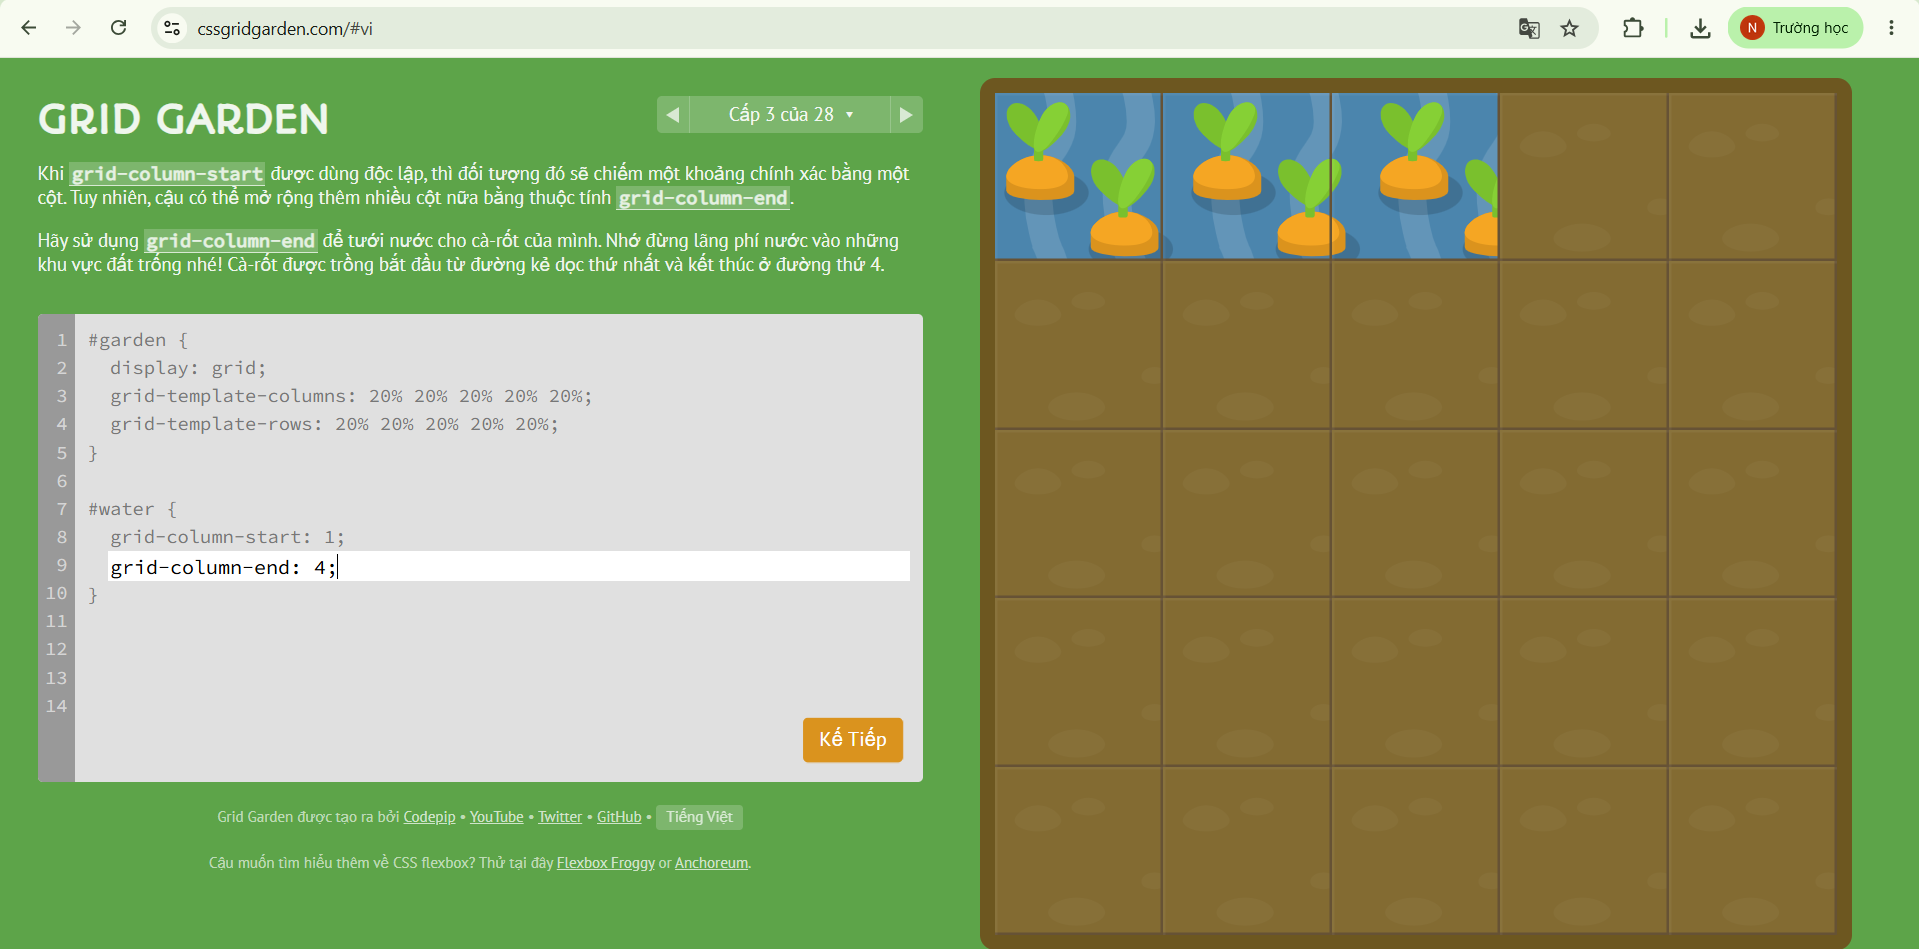 cssgridgarden.com/#vi
N Trường học
GRID GARDEN
Cấp 3 của 28
Khi grid-column-start được dùng độc lập, thì đối tượng đó sẽ chiếm một khoảng chính xác bằng một
cột. Tuy nhiên, cậu có thể mở rộng thêm nhiều cột nữa bằng thuộc tính grid-column-end.
Hãy sử dụng grid-column-end để tưới nước cho cà-rốt của mình. Nhớ đừng lãng phí nước vào những
khu vực đất trống nhé! Cà-rốt được trồng bắt đầu từ đường kẻ dọc thứ nhất và kết thúc ở đường thứ 4.
1 #garden {
2 display: grid;
3 grid-template-columns: 20% 20% 20% 20% 20%;
4 grid-template-rows: 20% 20% 20% 20% 20%;
5 }
6
7 #water {
8 grid-column-start: 1;
9 grid-column-end: 4;
10 }
11
12
13
14
Kế Tiếp
Grid Garden được tạo ra bởi Codepip • YouTube • Twitter • GitHub • Tiếng Việt
Cậu muốn tìm hiểu thêm về CSS flexbox? Thử tại đây Flexbox Froggy or Anchoreum.